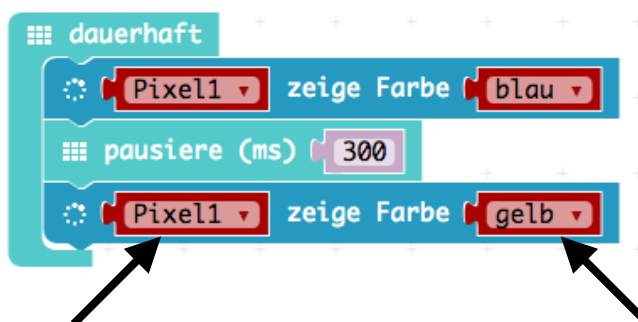 dauerhaft
Pixel1 zeige Farbe blau
pausiere (ms) 300
Pixel1 zeige Farbe gelb